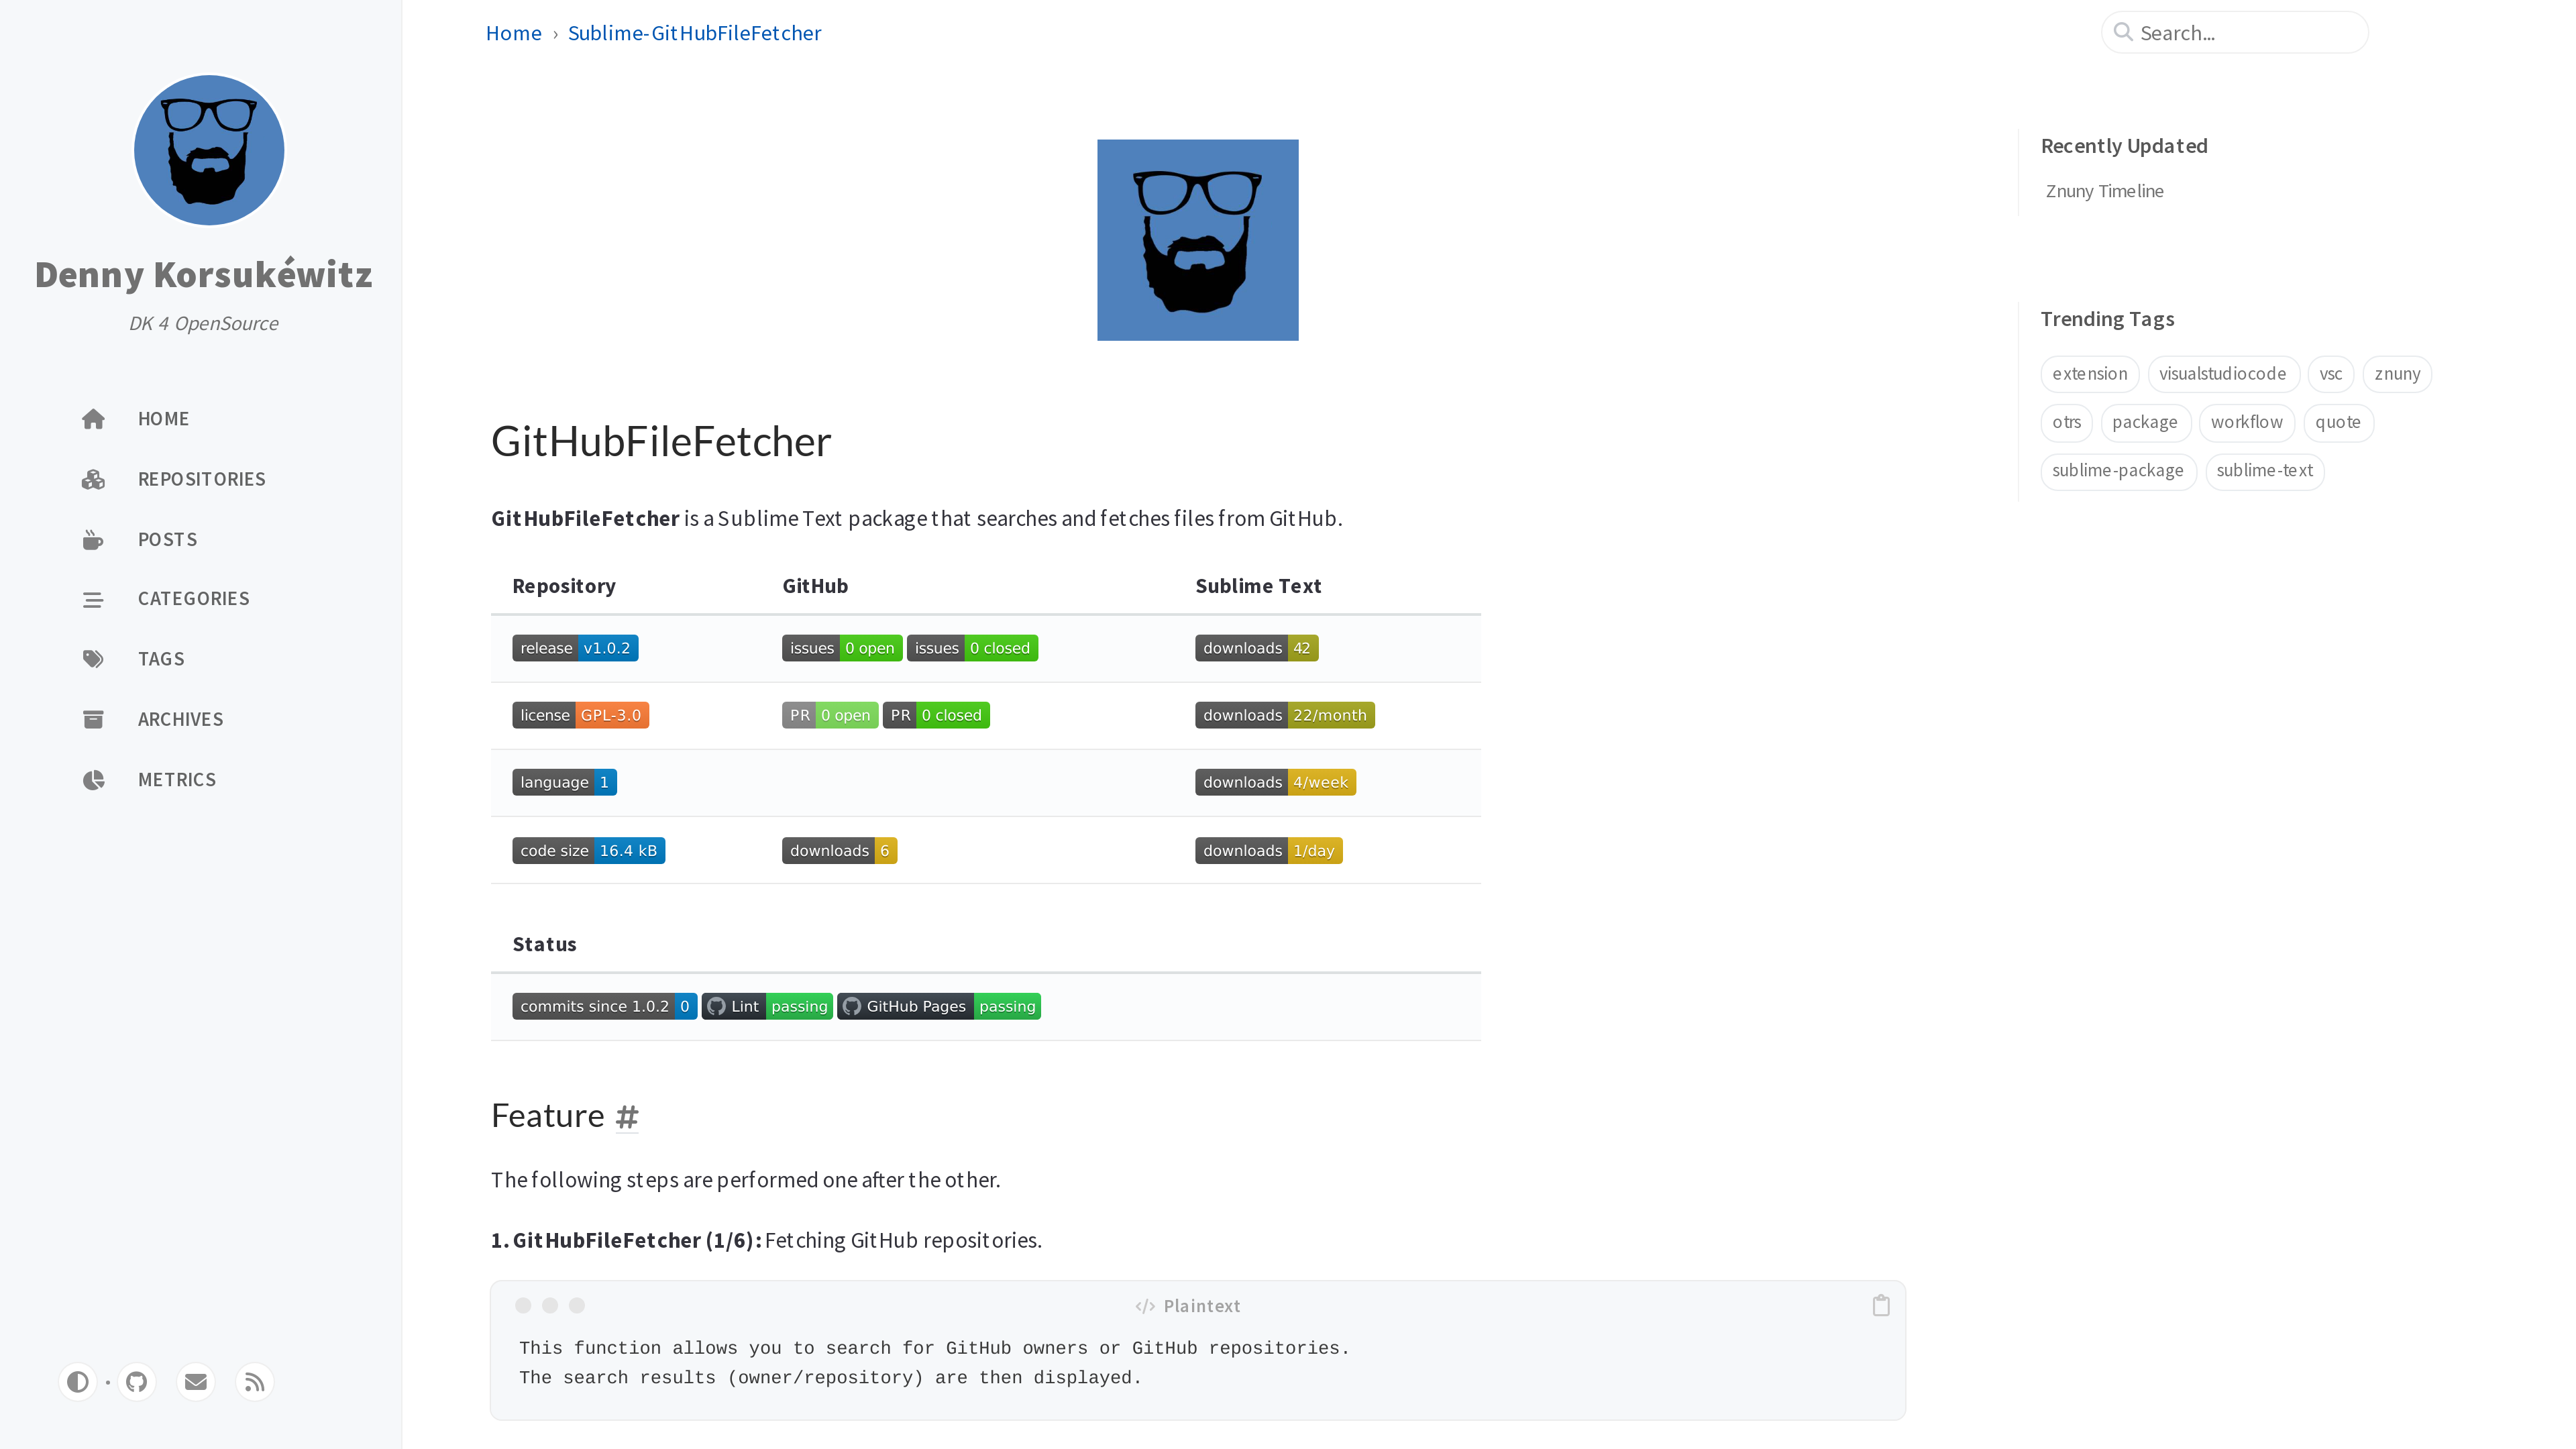 Denny Korsukéwitz
DK 4 OpenSource
HOME
REPOSITORIES
POSTS
CATEGORIES
TAGS
ARCHIVES
METRICS
Home › Sublime-GitHubFileFetcher
Search...
GitHubFileFetcher
GitHubFileFetcher is a Sublime Text package that searches and fetches files from GitHub.
Repository GitHub Sublime Text
release v1.0.2 issues 0 open issues 0 closed downloads 42
license GPL-3.0 PR 0 open PR 0 closed downloads 22/month
language 1 downloads 4/week
code size 16.4 kB downloads 6 downloads 1/day
Status
commits since 1.0.2 0 Lint passing GitHub Pages passing
Feature #
The following steps are performed one after the other.
1. GitHubFileFetcher (1/6): Fetching GitHub repositories.
Plaintext
This function allows you to search for GitHub owners or GitHub repositories.
The search results (owner/repository) are then displayed.
Recently Updated
Znuny Timeline
Trending Tags
extension visualstudiocode vsc znuny
otrs package workflow quote
sublime-package sublime-text